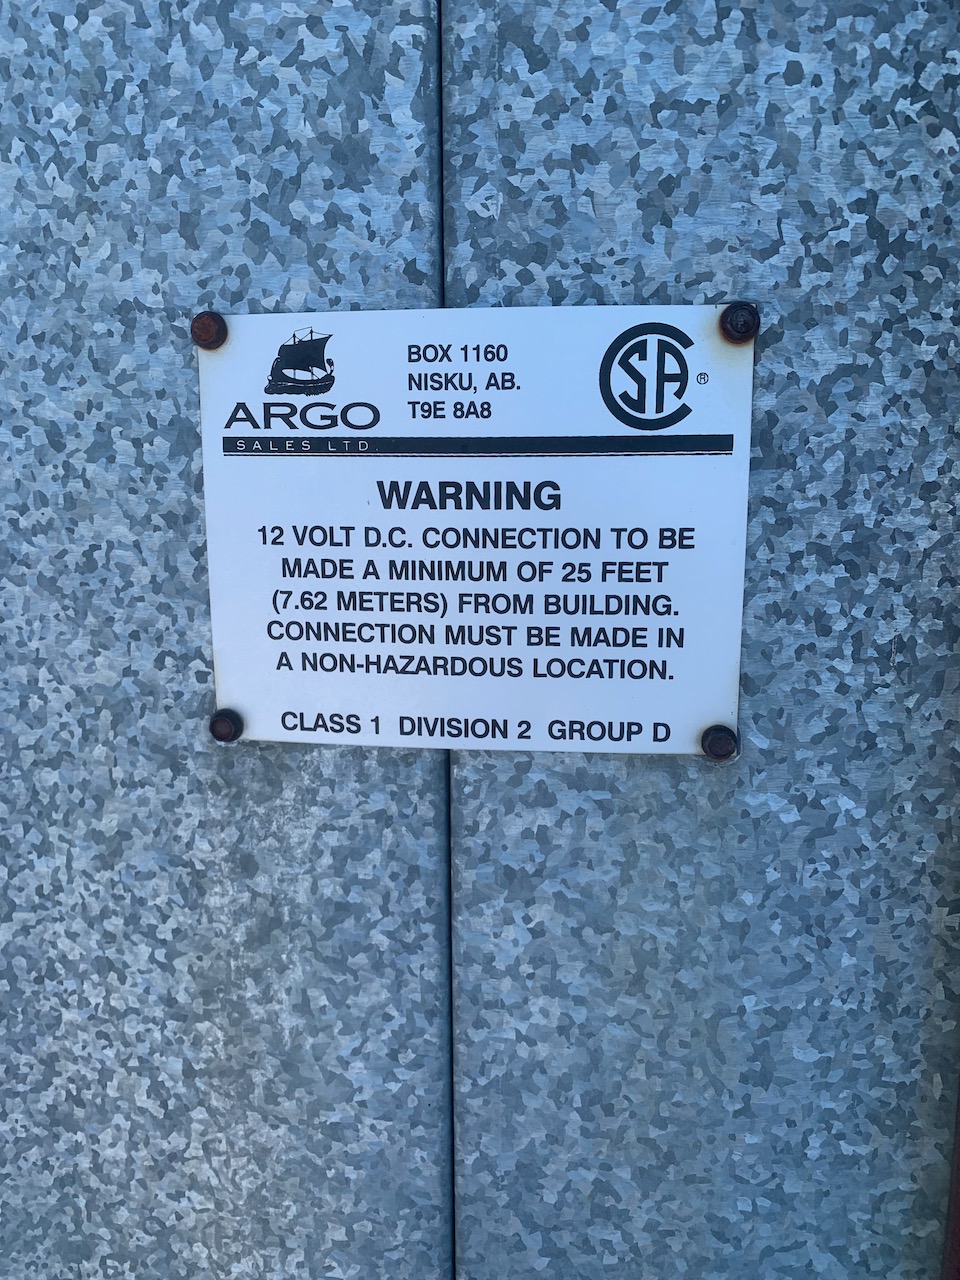 ARGO
SALES LTD.
BOX 1160
NISKU, AB.
T9E 8A8
CSA ®
WARNING
12 VOLT D.C. CONNECTION TO BE
MADE A MINIMUM OF 25 FEET
(7.62 METERS) FROM BUILDING.
CONNECTION MUST BE MADE IN
A NON-HAZARDOUS LOCATION.
CLASS 1 DIVISION 2 GROUP D